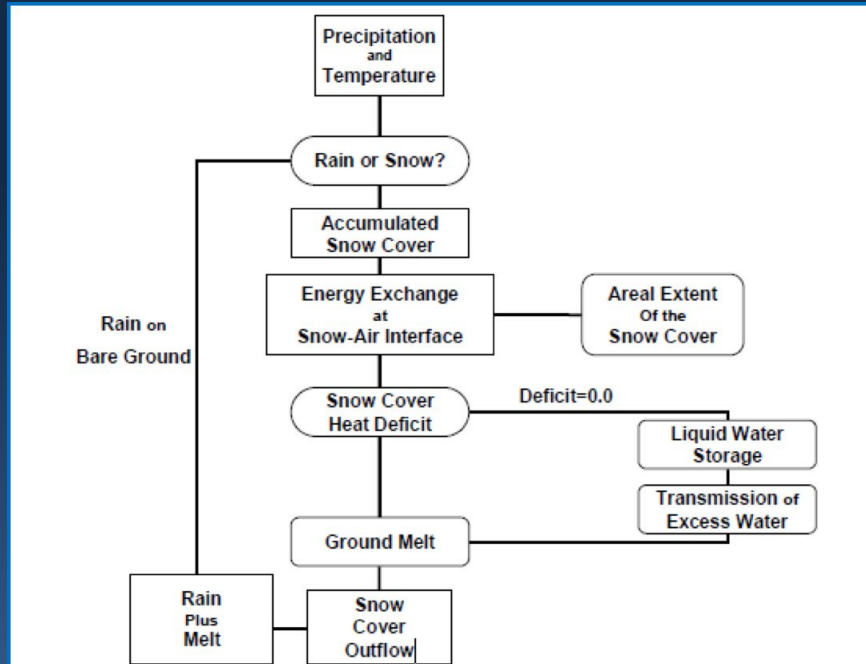 Precipitation
and
Temperature
Rain or Snow?
Accumulated
Snow Cover
Energy Exchange
at
Snow-Air Interface
Areal Extent
Of the
Snow Cover
Rain on
Bare Ground
Snow Cover
Heat Deficit
Deficit=0.0
Liquid Water
Storage
Transmission of
Excess Water
Ground Melt
Rain
Plus
Melt
Snow
Cover
Outflow